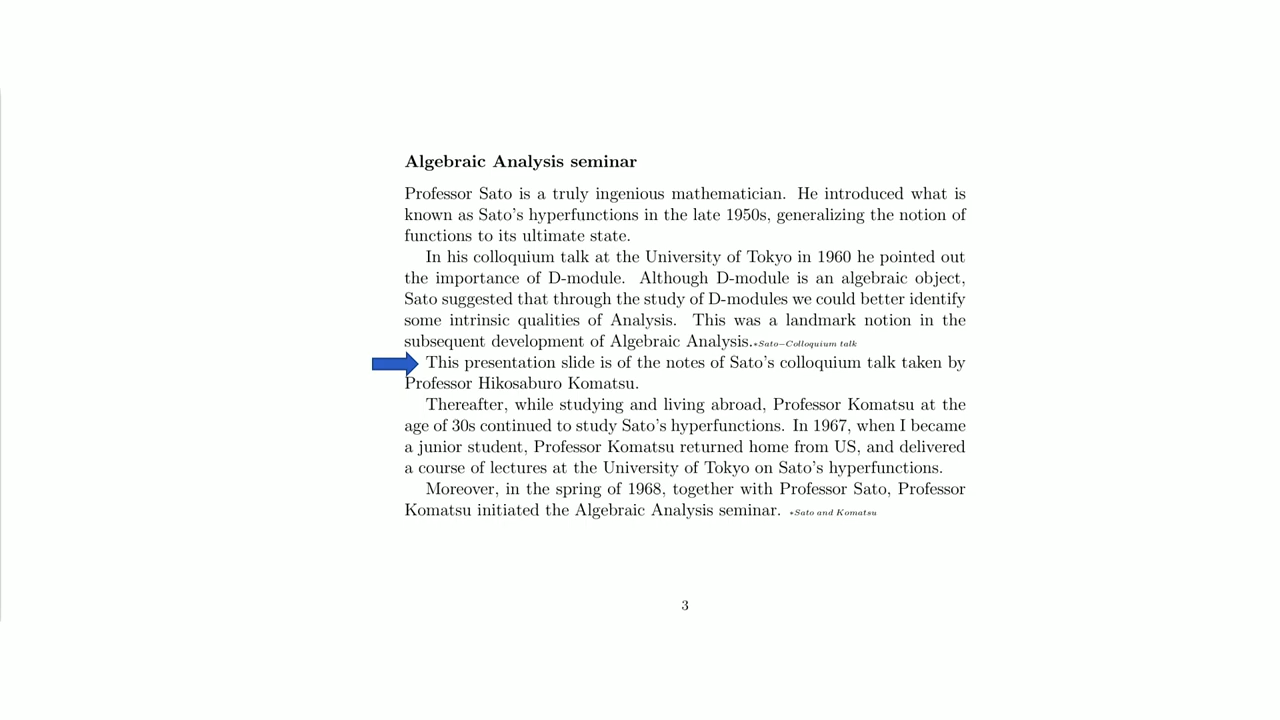 Algebraic Analysis seminar
Professor Sato is a truly ingenious mathematician. He introduced what is
known as Sato's hyperfunctions in the late 1950s, generalizing the notion of
functions to its ultimate state.
In his colloquium talk at the University of Tokyo in 1960 he pointed out
the importance of D-module. Although D-module is an algebraic object,
Sato suggested that through the study of D-modules we could better identify
some intrinsic qualities of Analysis. This was a landmark notion in the
subsequent development of Algebraic Analysis.*Sato−Colloquium talk
This presentation slide is of the notes of Sato's colloquium talk taken by
Professor Hikosaburo Komatsu.
Thereafter, while studying and living abroad, Professor Komatsu at the
age of 30s continued to study Sato's hyperfunctions. In 1967, when I became
a junior student, Professor Komatsu returned home from US, and delivered
a course of lectures at the University of Tokyo on Sato's hyperfunctions.
Moreover, in the spring of 1968, together with Professor Sato, Professor
Komatsu initiated the Algebraic Analysis seminar. *Sato and Komatsu
3